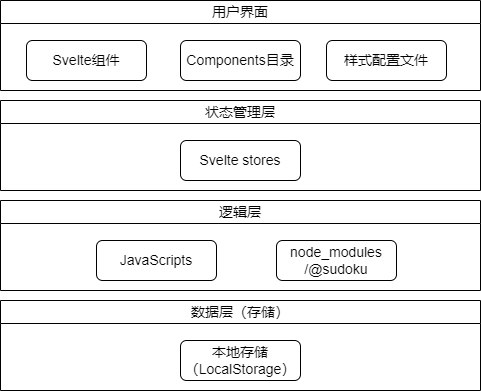 用户界面
Svelte组件
Components目录
样式配置文件
状态管理层
Svelte stores
逻辑层
JavaScripts
node_modules
/@sudoku
数据层（存储）
本地存储
（LocalStorage）